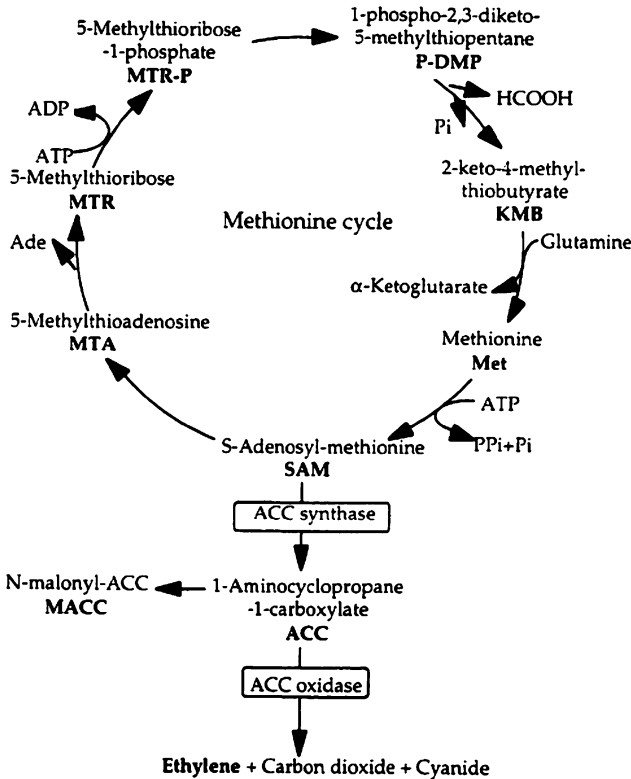 5-Methylthioribose
-1-phosphate
MTR-P
1-phospho-2,3-diketo-
5-methylthiopentane
P-DMP
HCOOH
Pi
ADP
ATP
5-Methylthioribose
MTR
2-keto-4-methyl-
thiobutyrate
KMB
Methionine cycle
Glutamine
Ade
α-Ketoglutarate
5-Methylthioadenosine
MTA
Methionine
Met
ATP
PPi+Pi
S-Adenosyl-methionine
SAM
ACC synthase
N-malonyl-ACC
MACC
1-Aminocyclopropane
-1-carboxylate
ACC
ACC oxidase
Ethylene + Carbon dioxide + Cyanide